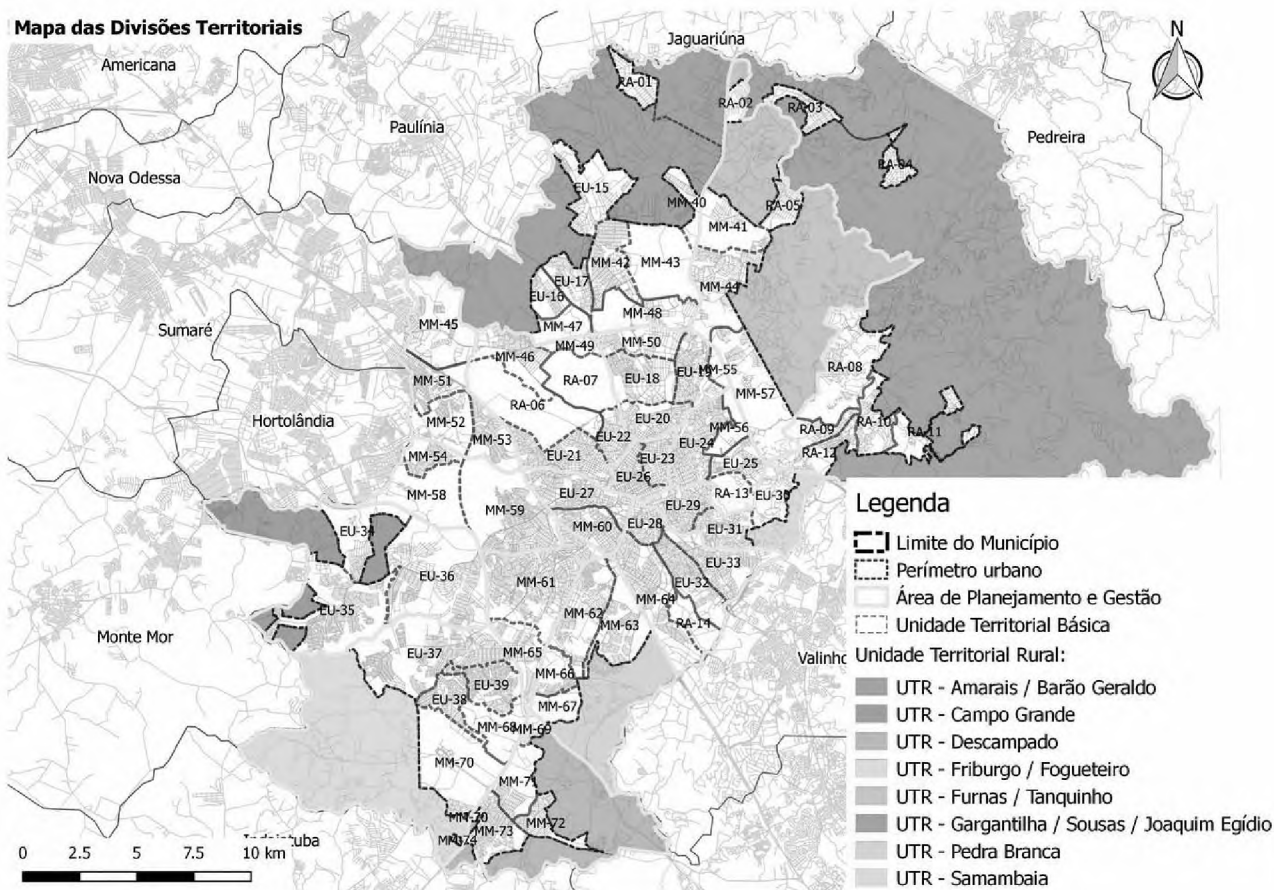 Mapa das Divisões Territoriais
Jaguariúna
N
Americana
RA-01
RA-02
RA-03
Paulínia
Pedreira
RA-04
Nova Odessa
EU-15
MM-40
RA-05
MM-41
MM-42
MM-43
EU-17
MM-44
EU-16
MM-45
MM-47
MM-48
Sumaré
MM-46
MM-49
MM-50
MM-51
RA-07
EU-18
EU-19
MM-55
RA-08
MM-57
RA-06
Hortolândia
MM-52
EU-20
MM-53
EU-22
EU-24
MM-56
RA-09
RA-10
RA-11
MM-54
EU-21
EU-23
EU-25
RA-12
EU-26
MM-58
EU-27
RA-13
EU-30
MM-59
EU-29
EU-34
MM-60
EU-28
EU-31
EU-33
EU-36
MM-61
EU-32
EU-35
MM-62
MM-64
MM-63
RA-14
Monte Mor
EU-37
MM-65
Valinho
MM-66
EU-38
EU-39
MM-67
MM-68
MM-69
MM-70
MM-71
MM-70
MM-73
MM-72
MM-74
0 2.5 5 7.5 10 km
Legenda
Limite do Município
Perímetro urbano
Área de Planejamento e Gestão
Unidade Territorial Básica
Unidade Territorial Rural:
UTR - Amarais / Barão Geraldo
UTR - Campo Grande
UTR - Descampado
UTR - Friburgo / Fogueteiro
UTR - Furnas / Tanquinho
UTR - Gargantilha / Sousas / Joaquim Egídio
UTR - Pedra Branca
UTR - Samambaia